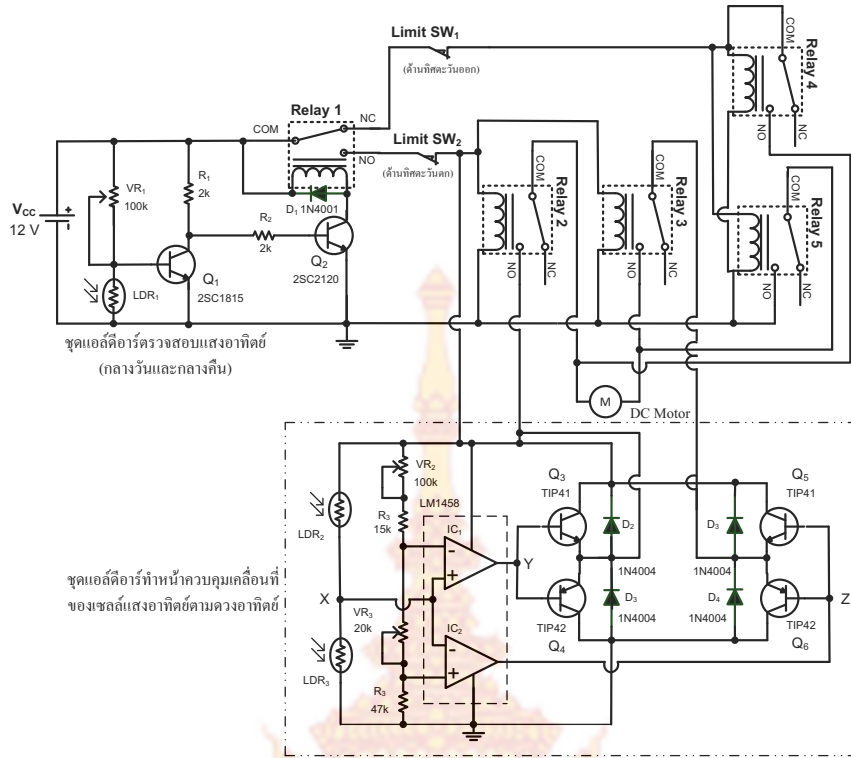 Limit SW1
(ด้านทิศตะวันออก)
COM
Relay 4
NO
NC
Relay 1
COM
NC
NO
Limit SW2
(ด้านทิศตะวันตก)
D1 1N4001
VCC
12 V
VR1
100k
R1
2k
R2
2k
LDR1
Q1
2SC1815
Q2
2SC2120
COM
Relay 2
NO
NC
COM
Relay 3
NO
NC
COM
Relay 5
NO
NC
ชุดแอล์ดีอาร์ตรวจสอบแสงอาทิตย์
(กลางวันและกลางคืน)
M
DC Motor
VR2
100k
LM1458
R3
15k
IC1
LDR2
X
VR3
20k
IC2
LDR3
R3
47k
Y
Q3
TIP41
D2
1N4004
D3
1N4004
TIP42
Q4
Q5
TIP41
D3
1N4004
D4
1N4004
TIP42
Q6
Z
ชุดแอล์ดีอาร์ทำหน้าควบคุมเคลื่อนที่
ของเซลล์แสงอาทิตย์ตามดวงอาทิตย์